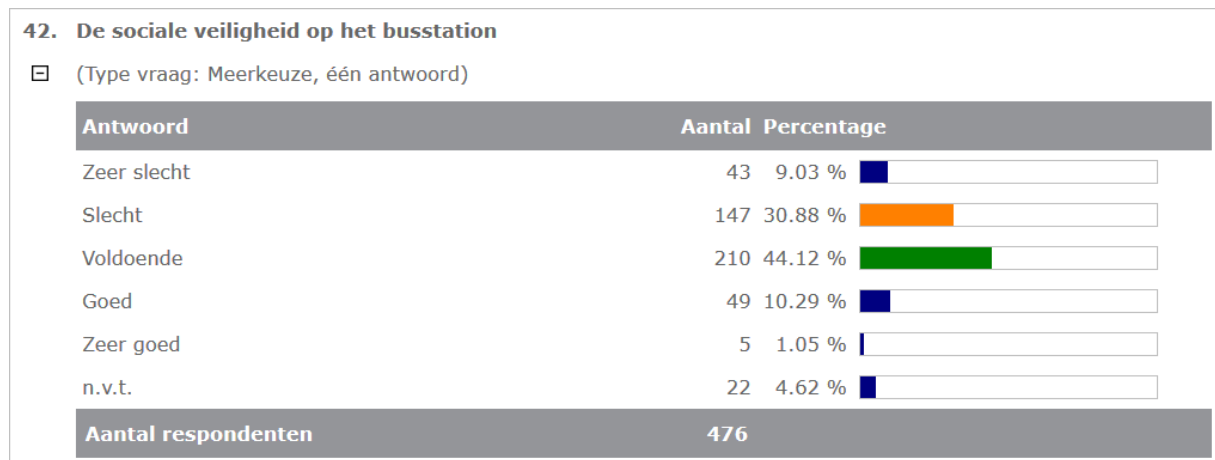 42. De sociale veiligheid op het busstation
(Type vraag: Meerkeuze, één antwoord)
Antwoord Aantal Percentage
Zeer slecht 43 9.03 %
Slecht 147 30.88 %
Voldoende 210 44.12 %
Goed 49 10.29 %
Zeer goed 5 1.05 %
n.v.t. 22 4.62 %
Aantal respondenten 476